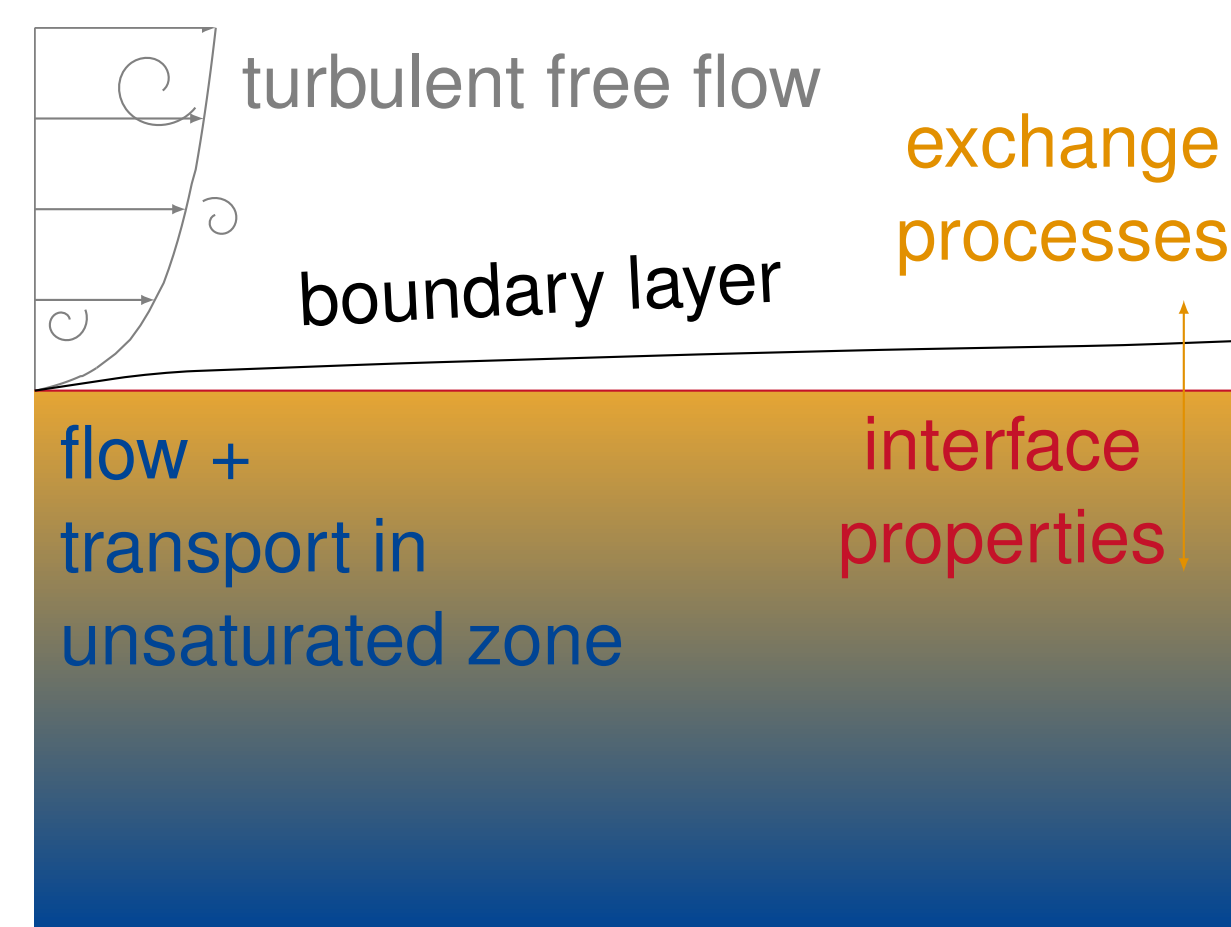 turbulent free flow
exchange
processes
boundary layer
flow +
transport in
unsaturated zone
interface
properties